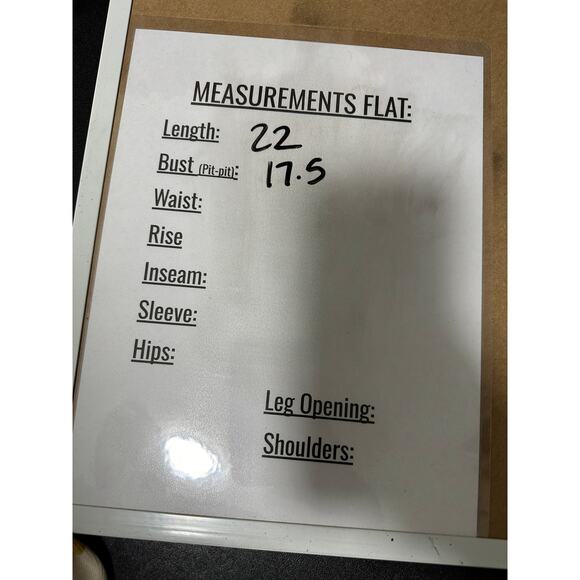 MEASUREMENTS FLAT:
Length: 22
Bust (Pit-pit): 17.5
Waist:
Rise
Inseam:
Sleeve:
Hips:
Leg Opening:
Shoulders: